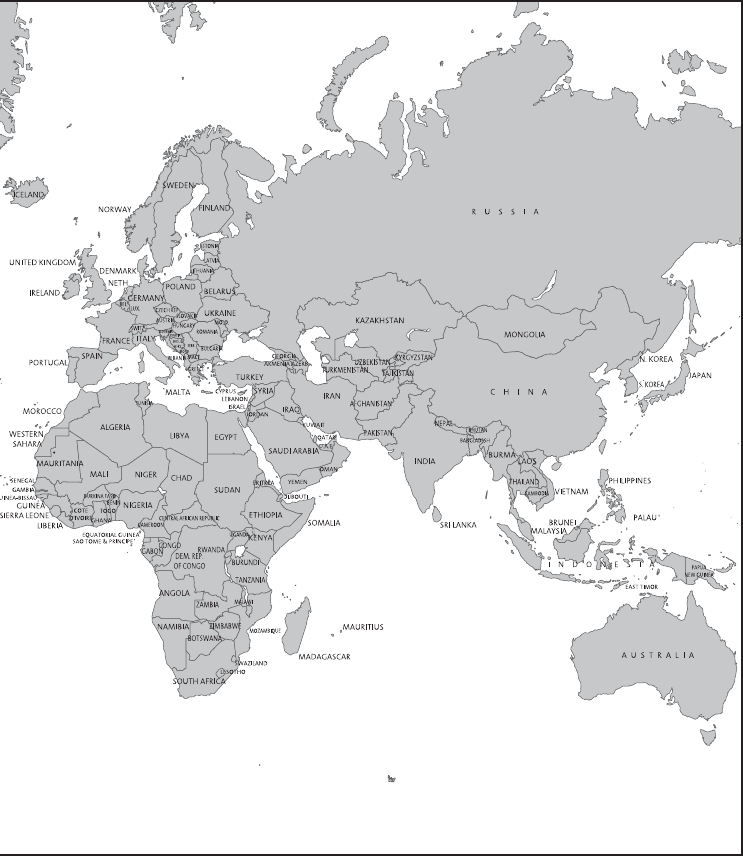 ICELAND
SWEDEN
NORWAY
FINLAND
RUSSIA
ESTONIA
LATVIA
LITHUANIA
UNITED KINGDOM
DENMARK
NETH
IRELAND
POLAND
BELARUS
GERMANY
BEL
LUX.
CZECH REP
SLOVAKIA
UKRAINE
AUSTRIA
HUNGARY
MOLD
FRANCE
SWITZ
ITALY
ROMANIA
BULGARIA
ALBANIA
MACE
GREECE
PORTUGAL
SPAIN
KAZAKHSTAN
MONGOLIA
GEORGIA
ARMENIA
AZERB
UZBEKISTAN
KYRGYZSTAN
TURKMENISTAN
TAJIKISTAN
N. KOREA
S. KOREA
JAPAN
TURKEY
MALTA
CYPRUS
LEBANON
ISRAEL
SYRIA
JORDAN
IRAQ
IRAN
AFGHANISTAN
CHINA
MOROCCO
TUNISIA
ALGERIA
LIBYA
EGYPT
KUWAIT
QATAR
U.A.E
PAKISTAN
NEPAL
BHUTAN
BANGLADESH
WESTERN
SAHARA
SAUDI ARABIA
OMAN
INDIA
BURMA
LAOS
MAURITANIA
MALI
NIGER
CHAD
SUDAN
ERITREA
YEMEN
DJIBOUTI
THAILAND
CAMBODIA
VIETNAM
PHILIPPINES
SENEGAL
GAMBIA
UINEA-BISSAU
GUINEA
SIERRA LEONE
LIBERIA
BURKINA FASO
BENIN
COTE
D'IVOIRE
GHANA
TOGO
NIGERIA
CAMEROON
CENTRAL AFRICAN REPUBLIC
ETHIOPIA
SOMALIA
SRI LANKA
BRUNEI
MALAYSIA
PALAU
EQUATORIAL GUINEA
SAO TOME & PRINCIPE
GABON
CONGO
DEM. REP.
OF CONGO
RWANDA
UGANDA
KENYA
BURUNDI
TANZANIA
INDONESIA
PAPUA
NEW GUINEA
EAST TIMOR
ANGOLA
ZAMBIA
MALAWI
NAMIBIA
ZIMBABWE
BOTSWANA
MOZAMBIQUE
MAURITIUS
MADAGASCAR
SWAZILAND
LESOTHO
SOUTH AFRICA
AUSTRALIA